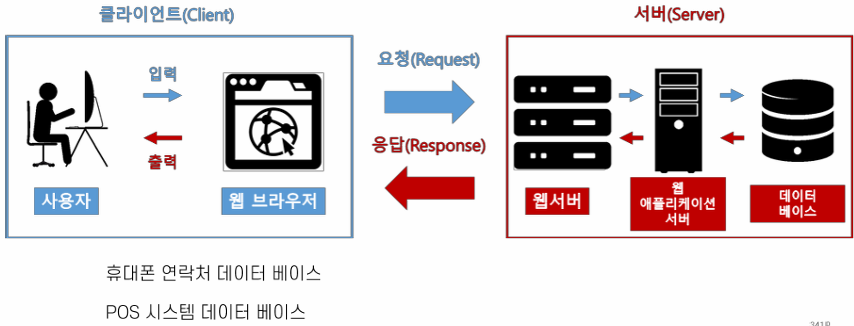 클라이언트(Client)
서버(Server)
입력
출력
사용자
웹 브라우저
요청(Request)
응답(Response)
웹서버
웹
애플리케이션
서버
데이터
베이스
휴대폰 연락처 데이터 베이스
POS 시스템 데이터 베이스